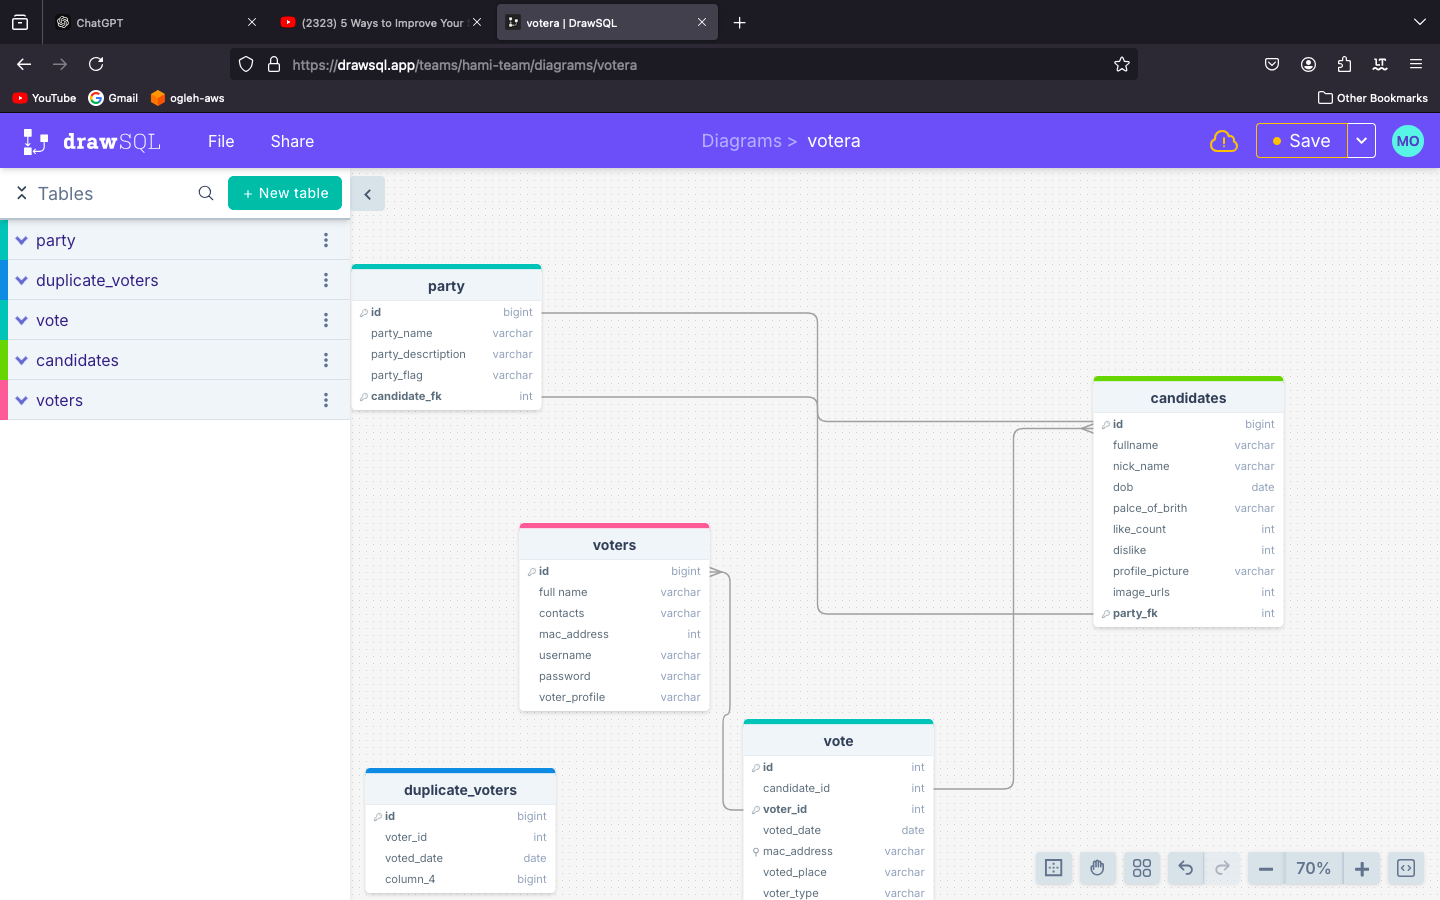 ChatGPT
(2323) 5 Ways to Improve Your
votera | DrawSQL
https://drawsql.app/teams/hami-team/diagrams/votera
YouTube
Gmail
ogleh-aws
Other Bookmarks
drawSQL
File
Share
Diagrams > votera
Save
MO
Tables
+ New table
party
duplicate_voters
vote
candidates
voters
party
id bigint
party_name varchar
party_descrtiption varchar
party_flag varchar
candidate_fk int
candidates
id bigint
fullname varchar
nick_name varchar
dob date
palce_of_brith varchar
like_count int
dislike int
profile_picture varchar
image_urls int
party_fk int
voters
id bigint
full name varchar
contacts varchar
mac_address int
username varchar
password varchar
voter_profile varchar
vote
id int
candidate_id int
voter_id int
voted_date date
mac_address varchar
voted_place varchar
voter_type varchar
duplicate_voters
id bigint
voter_id int
voted_date date
column_4 bigint
70%